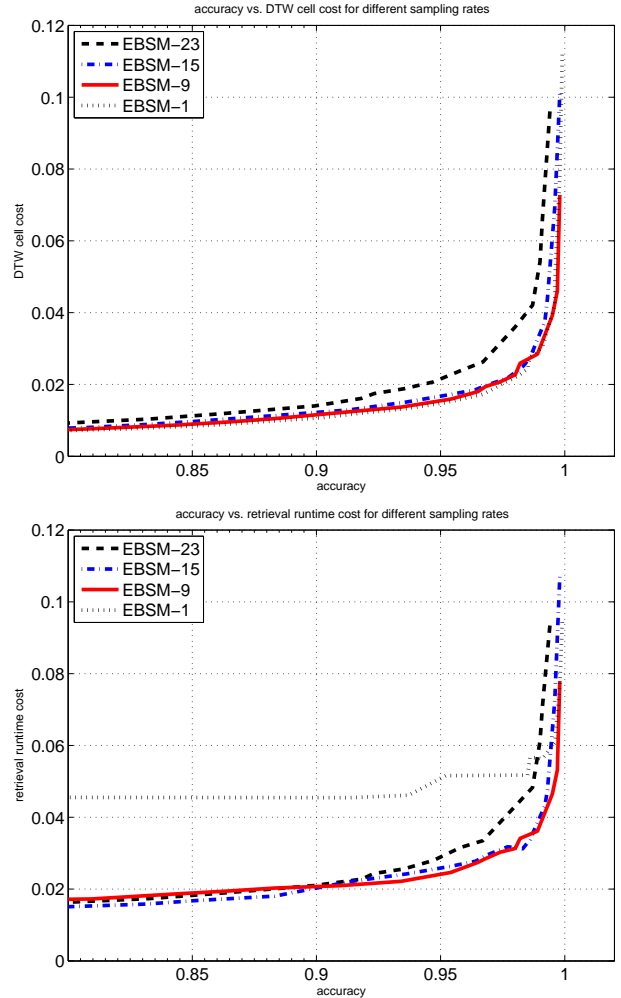 accuracy vs. DTW cell cost for different sampling rates
0.12
0.1
0.08
0.06
0.04
0.02
0
EBSM−23
EBSM−15
EBSM−9
EBSM−1
DTW cell cost
0.85
0.9
0.95
1
accuracy
accuracy vs. retrieval runtime cost for different sampling rates
0.12
0.1
0.08
0.06
0.04
0.02
0
EBSM−23
EBSM−15
EBSM−9
EBSM−1
retrieval runtime cost
0.85
0.9
0.95
1
accuracy